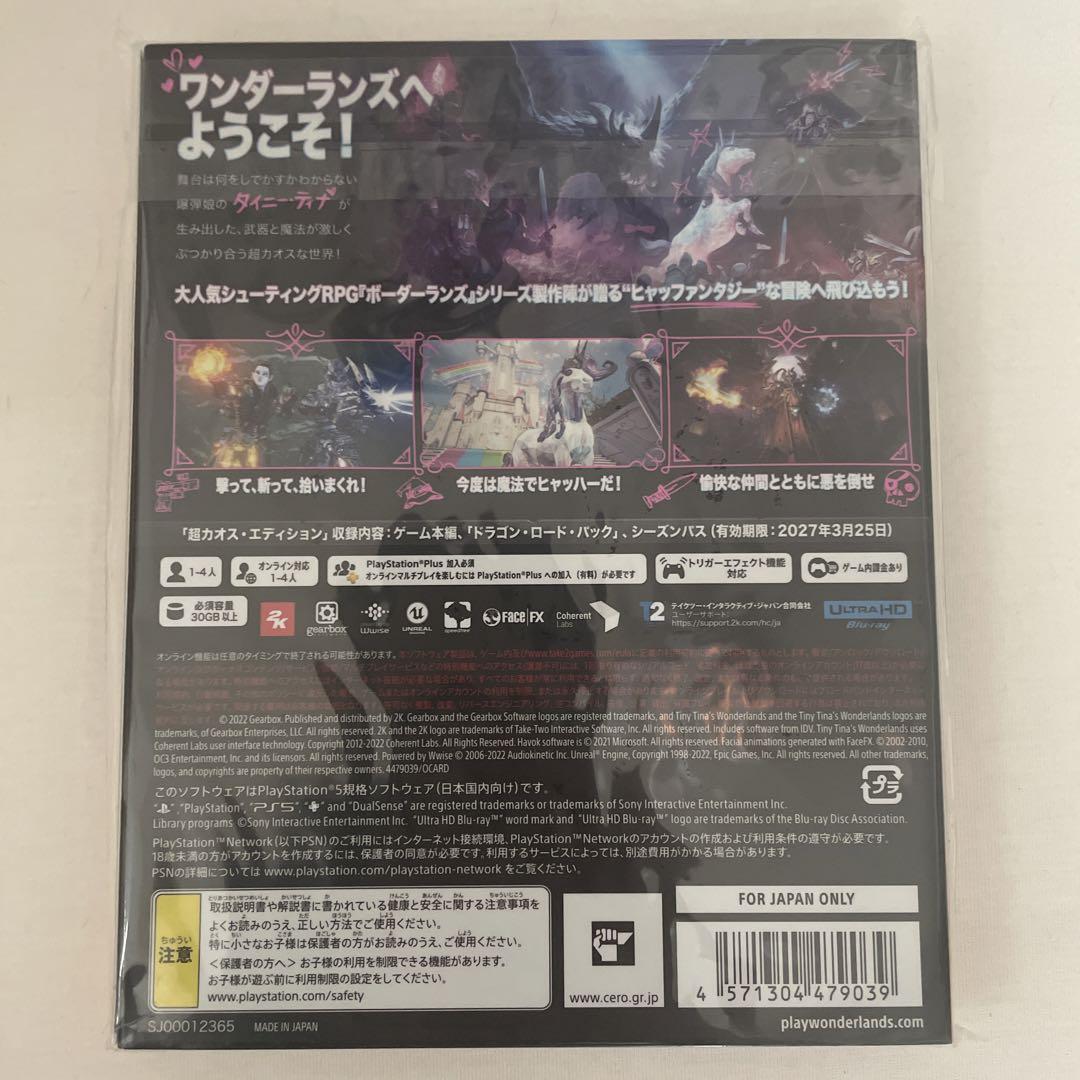 ワンダーランズへ
ようこそ!
舞台は何をしでかすかわからない
爆弾娘の タイニー・ティナ が
生み出した、武器と魔法が激しく
ぶつかり合う超カオスな世界!
大人気シューティングRPG『ボーダーランズ』シリーズ製作陣が贈る"ヒャッファンタジー"な冒険へ飛び込もう!
撃って、斬って、拾いまくれ!
今度は魔法でヒャッハーだ!
愉快な仲間とともに悪を倒せ
「超カオス・エディション」収録内容:ゲーム本編、「ドラゴン・ロード・パック」、シーズンパス(有効期限:2027年3月25日)
1-4人
オンライン対応
1-4人
PlayStation®Plus 加入必須
オンラインマルチプレイを楽しむには PlayStation®Plus への加入(有料)が必要です
トリガーエフェクト機能
対応
ゲーム内課金あり
必須容量
30GB以上
2K
gearbox
Wwise
UNREAL
speedtree
FACE FX
Coherent
Labs
T2
テイクツー・インタラクティブ・ジャパン合同会社
ユーザーサポート:
https://support.2k.com/hc/ja
ULTRA HD
Blu-ray
オンライン機能は任意のタイミングで終了する可能性があります。
© 2022 Gearbox. Published and distributed by 2K. Gearbox and the Gearbox Software logos are registered trademarks, and Tiny Tina's Wonderlands and the Tiny Tina's Wonderlands logos are
trademarks, of Gearbox Enterprises, LLC. All rights reserved. 2K and the 2K logo are trademarks of Take-Two Interactive Software, Inc. All rights reserved. Includes software from IDV. Tiny Tina's Wonderlands uses
Coherent Labs user interface technology. Copyright 2012-2022 Coherent Labs. All Rights Reserved. Havok software is © 2021 Microsoft. All rights reserved. Facial animations generated with FaceFX. © 2002-2010,
OC3 Entertainment, Inc. and its licensors. All rights reserved. Powered by Wwise © 2006-2022 Audiokinetic Inc. Unreal® Engine, Copyright 1998-2022, Epic Games, Inc. All rights reserved. All other trademarks,
logos, and copyrights are property of their respective owners. 4479039/OCARD
このソフトウェアはPlayStation®5規格ソフトウェア(日本国内向け)です。
" ", "PlayStation", "PS5", " " and "DualSense" are registered trademarks or trademarks of Sony Interactive Entertainment Inc.
Library programs ©Sony Interactive Entertainment Inc. "Ultra HD Blu-ray™" word mark and "Ultra HD Blu-ray™" logo are trademarks of the Blu-ray Disc Association.
PlayStation™Network(以下PSN)のご利用にはインターネット接続環境、PlayStation™Networkのアカウントの作成および利用条件の遵守が必要です。
18歳未満の方がアカウントを作成するには、保護者の同意が必要です。利用するサービスによっては、別途費用がかかる場合があります。
PSNの詳細については www.playstation.com/playstation-network をご覧ください。
プラ
ちゅうい
注意
取扱説明書や解説書に書かれている健康と安全に関する注意事項を
よくお読みのうえ、正しい方法でご使用ください。
特に小さなお子様は保護者の方がお読みのうえ、ご使用ください。
<保護者の方へ> お子様の利用を制限できる機能があります。
お子様が遊ぶ前に利用制限の設定をしてください。
www.playstation.com/safety
www.cero.gr.jp
FOR JAPAN ONLY
4 571304 479039
SJ00012365 MADE IN JAPAN
playwonderlands.com